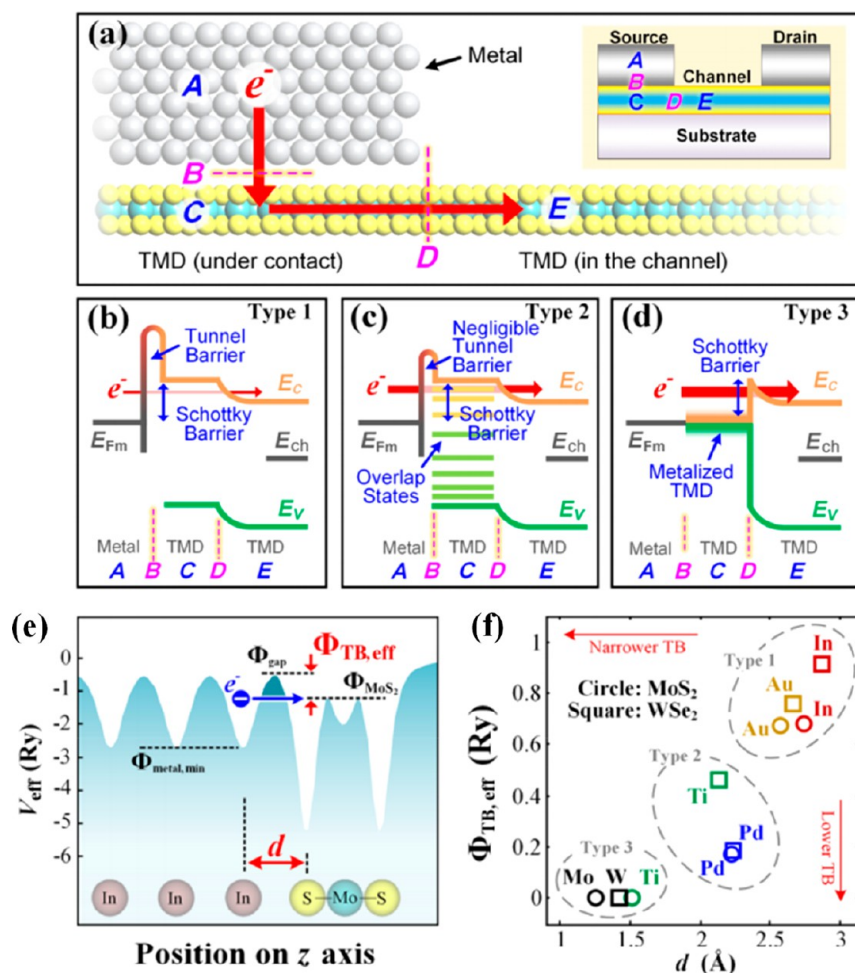 (a)
Metal
A
e-
B
C
E
D
TMD (under contact)
TMD (in the channel)
Source
Drain
A
B
Channel
C
D
E
Substrate
(b)
Type 1
Tunnel
Barrier
e-
Ec
Schottky
Barrier
EFm
Ech
EV
Metal
TMD
TMD
A
B
C
D
E
(c)
Type 2
Negligible
Tunnel
Barrier
e-
Ec
Schottky
Barrier
EFm
Ech
Overlap
States
EV
Metal
TMD
TMD
A
B
C
D
E
(d)
Type 3
Schottky
Barrier
e-
Ec
EFm
Ech
Metalized
TMD
EV
Metal
TMD
TMD
A
B
C
D
E
(e)
ΦTB, eff
Φgap
e-
ΦMoS2
Φmetal, min
d
In
In
In
S
Mo
S
0
-1
-2
-3
-4
-5
-6
Veff (Ry)
Position on z axis
(f)
Narrower TB
Type 1
In
Circle: MoS2
Square: WSe2
Au
Au
In
Type 2
Ti
Pd
Pd
Lower TB
Type 3
Mo
W
Ti
1
0.8
0.6
0.4
0.2
0
ΦTB, eff (Ry)
1
1.5
2
2.5
3
d (Å)